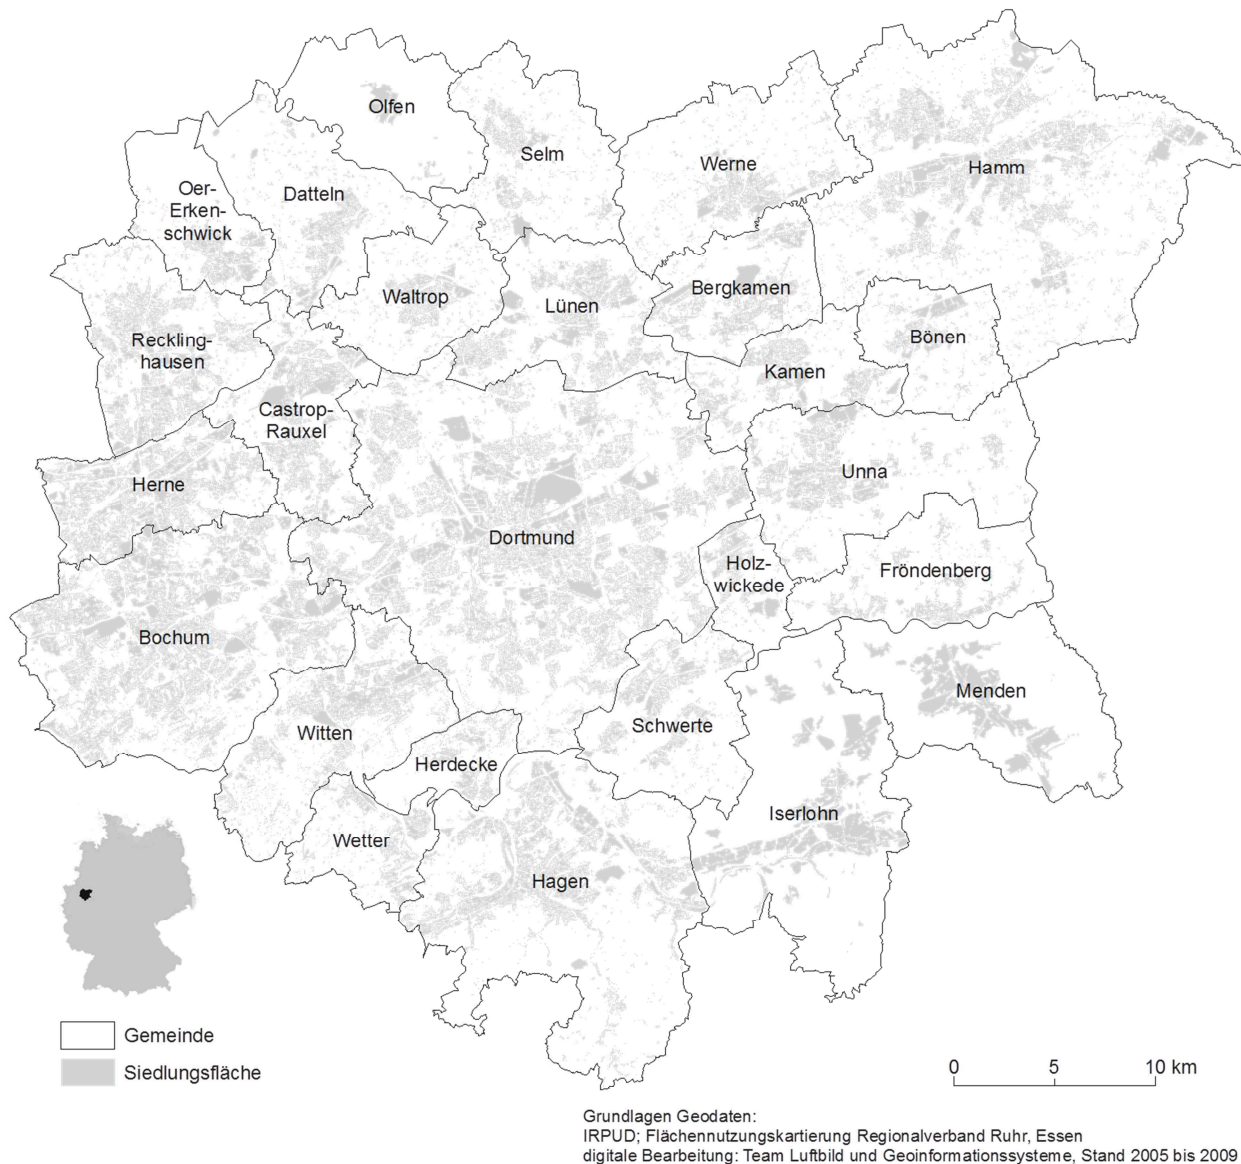 Olfen
Selm
Werne
Hamm
Oer-
Erken-
schwick
Datteln
Waltrop
Lünen
Bergkamen
Bönen
Reckling-
hausen
Kamen
Castrop-
Rauxel
Herne
Unna
Dortmund
Holz-
wickede
Fröndenberg
Bochum
Menden
Witten
Schwerte
Herdecke
Iserlohn
Wetter
Hagen
Gemeinde
Siedlungsfläche
0 5 10 km
Grundlagen Geodaten:
IRPUD; Flächennutzungskartierung Regionalverband Ruhr, Essen
digitale Bearbeitung: Team Luftbild und Geoinformationssysteme, Stand 2005 bis 2009